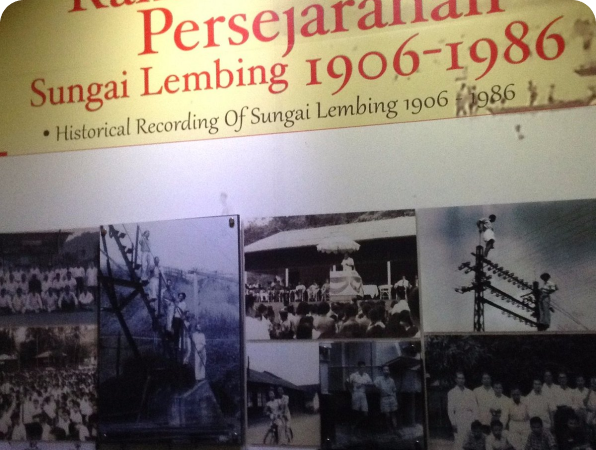 Persejarahan
Sungai Lembing 1906-1986
• Historical Recording Of Sungai Lembing 1906 - 1986